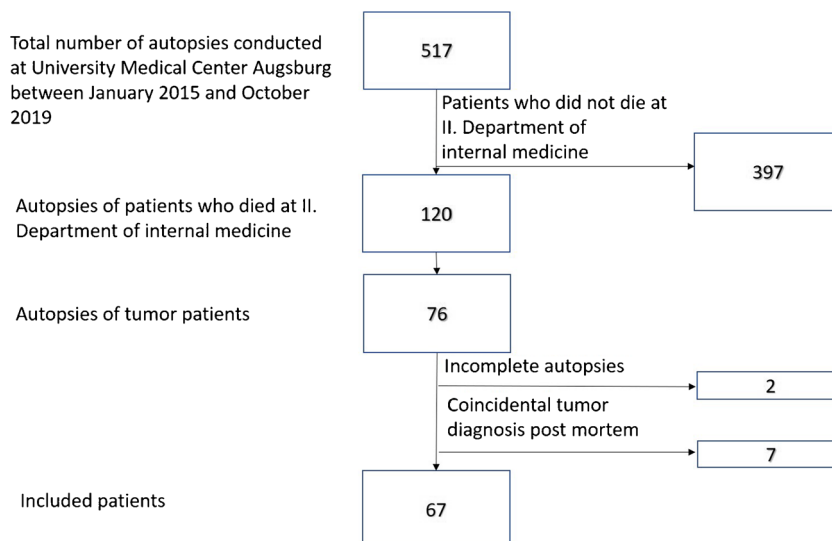 Total number of autopsies conducted
at University Medical Center Augsburg
between January 2015 and October
2019
517
Patients who did not die at
II. Department of
internal medicine
397
Autopsies of patients who died at II.
Department of internal medicine
120
Autopsies of tumor patients
76
Incomplete autopsies
2
Coincidental tumor
diagnosis post mortem
7
Included patients
67